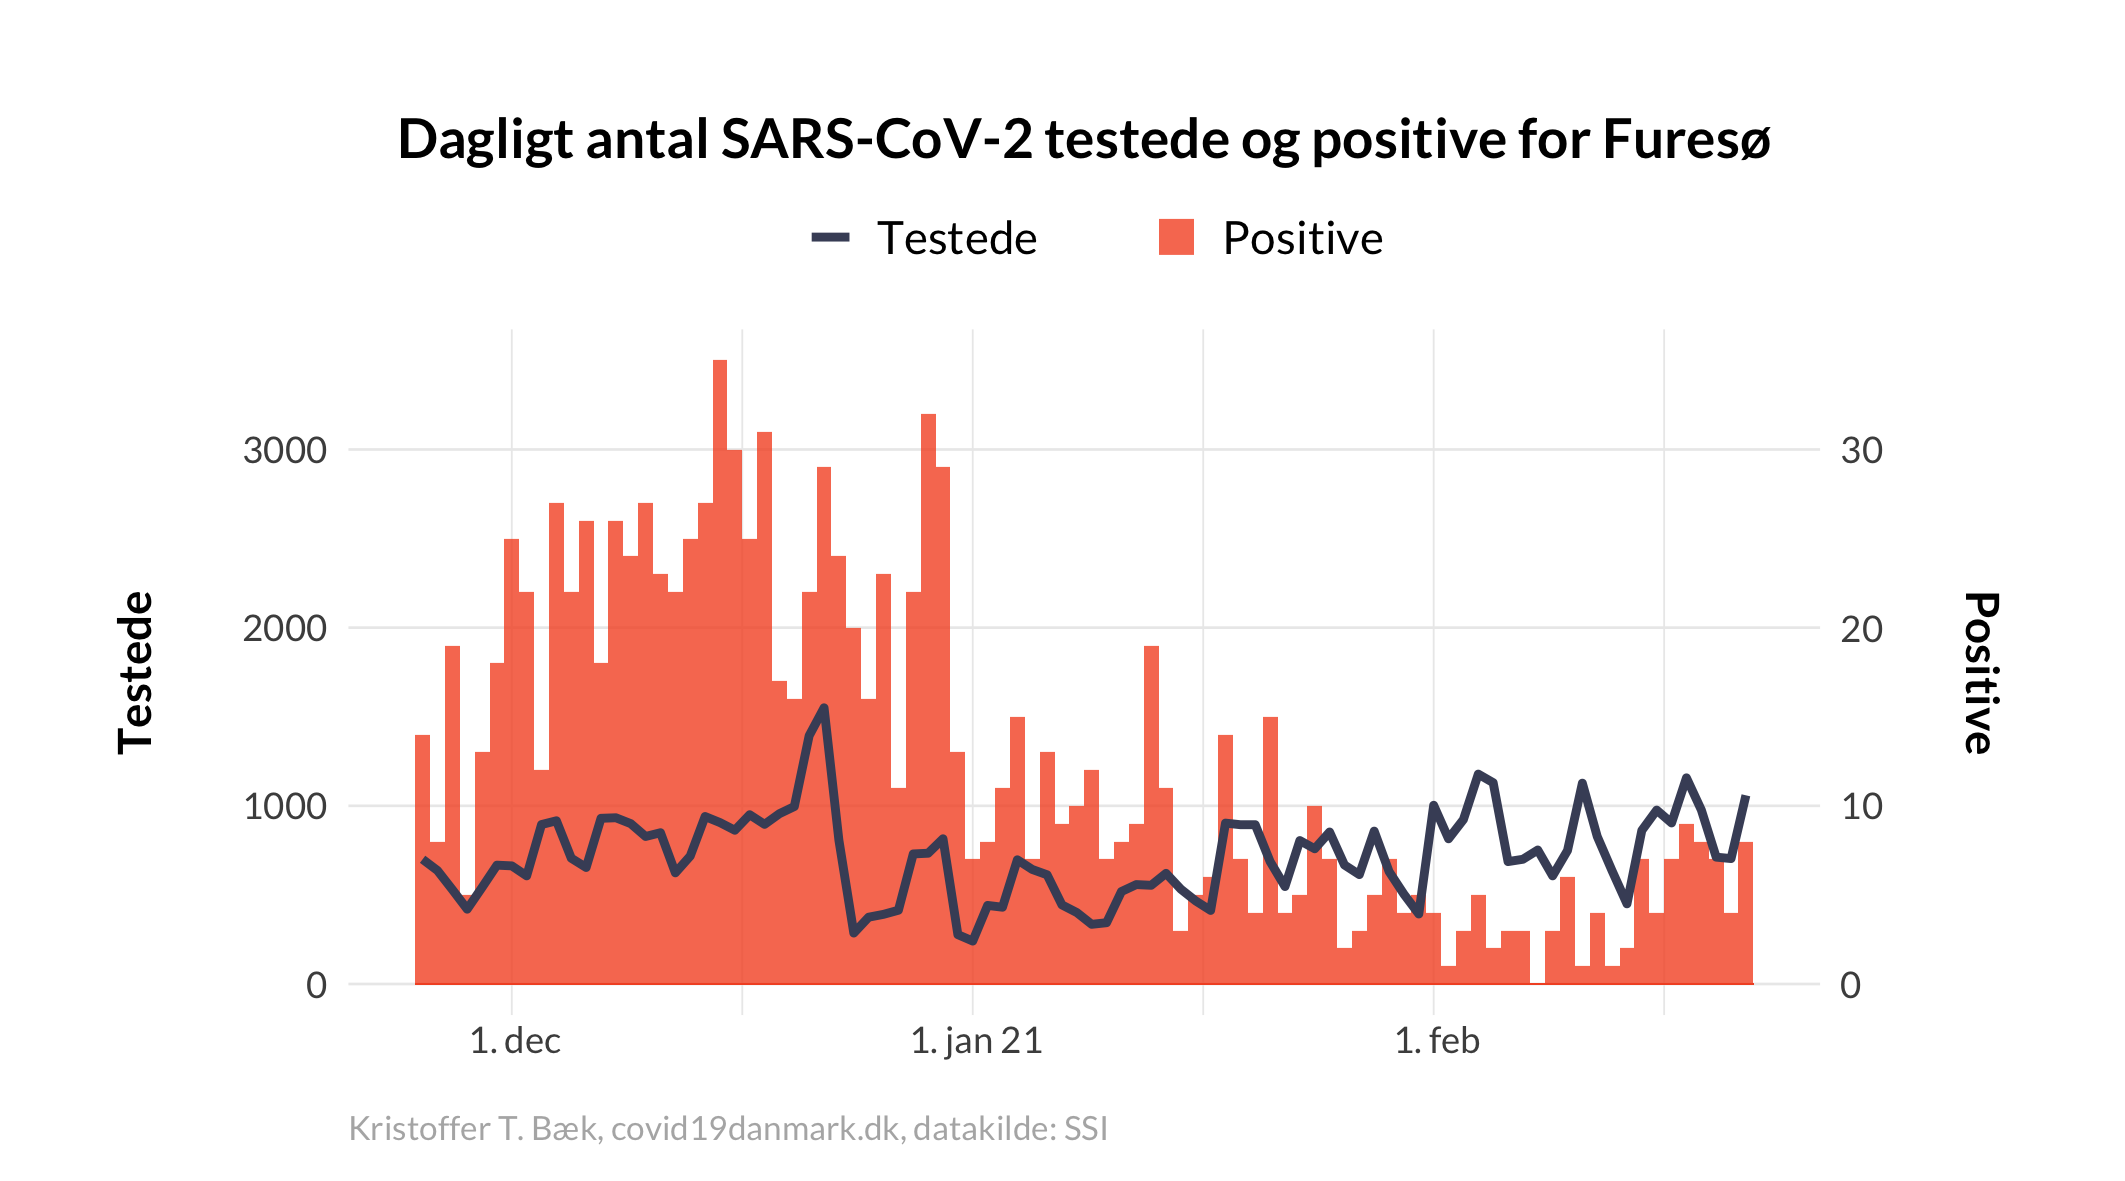 Dagligt antal SARS-CoV-2 testede og positive for Furesø
Testede
Positive
3000
2000
1000
0
Testede
30
20
10
0
Positive
1. dec
1. jan 21
1. feb
Kristoffer T. Bæk, covid19danmark.dk, datakilde: SSI